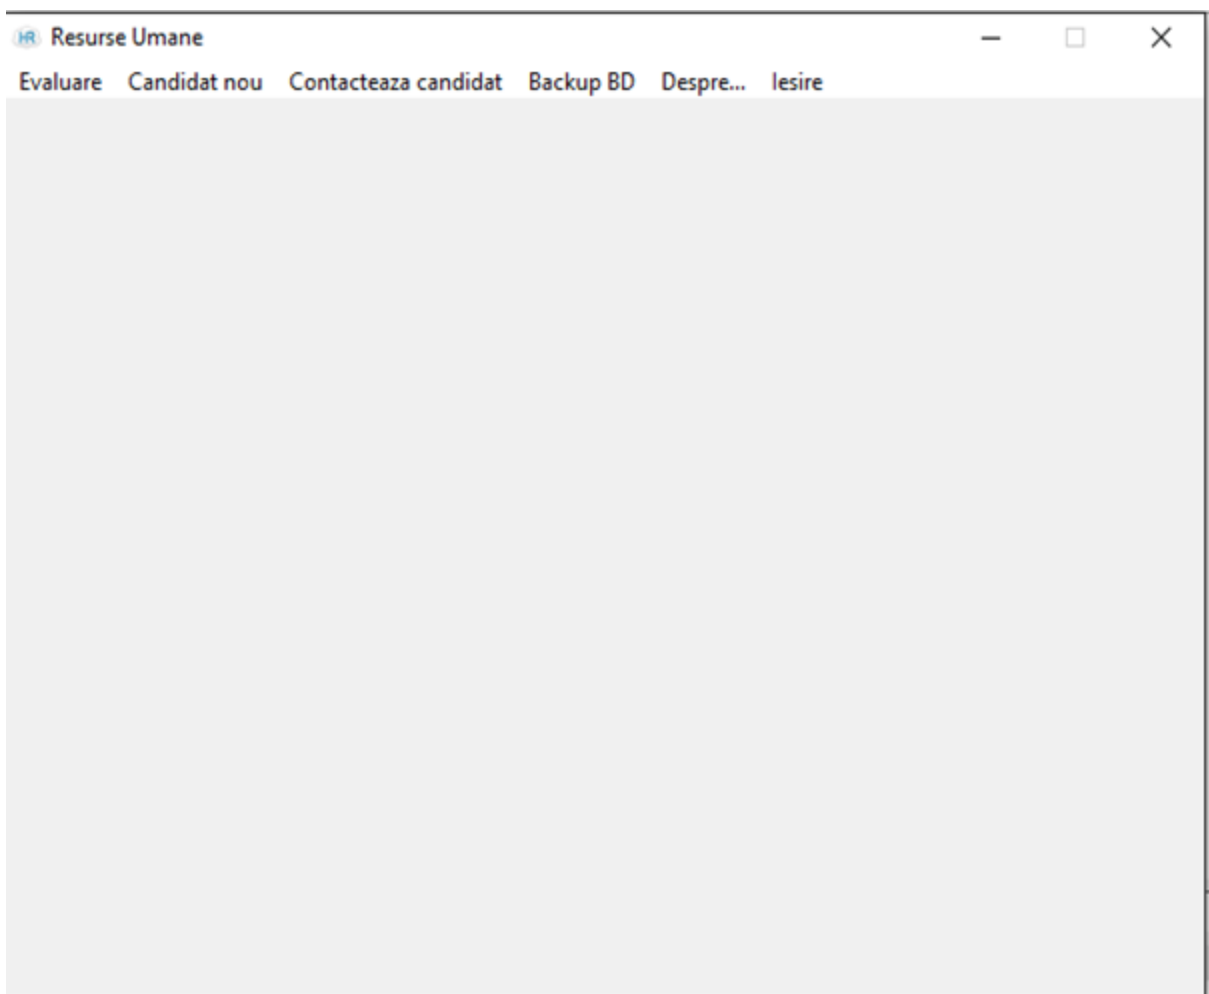 HR Resurse Umane
Evaluare Candidat nou Contacteaza candidat Backup BD Despre... Iesire